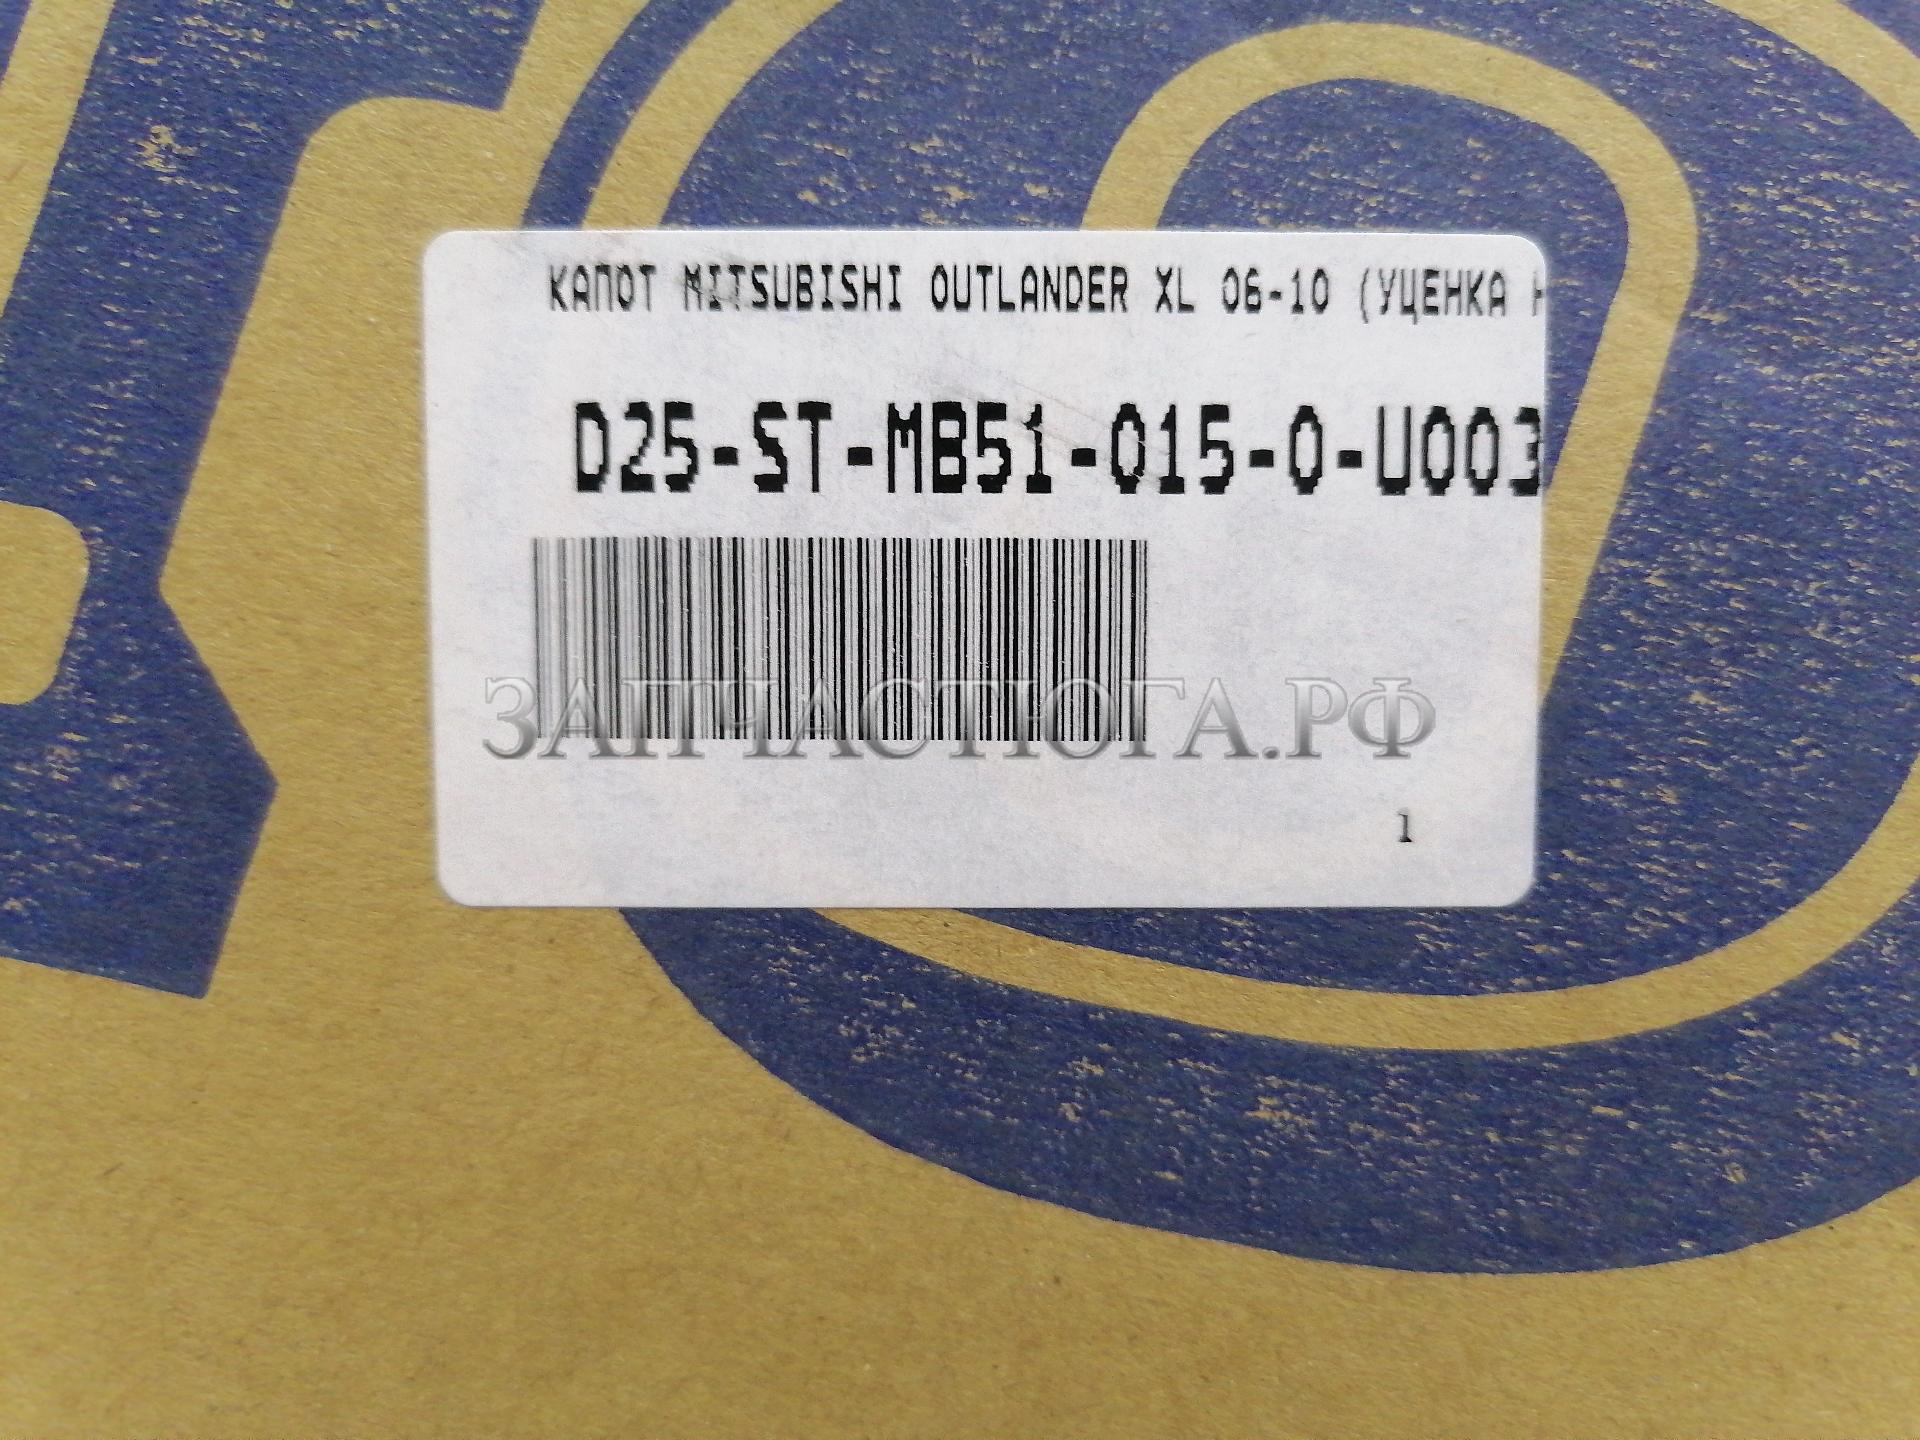 КАПОТ MITSUBISHI OUTLANDER XL 06-10 (УЦЕНКА
D25-ST-MB51-015-0-U003
ЗАПЧАСТЮГА.РФ
1